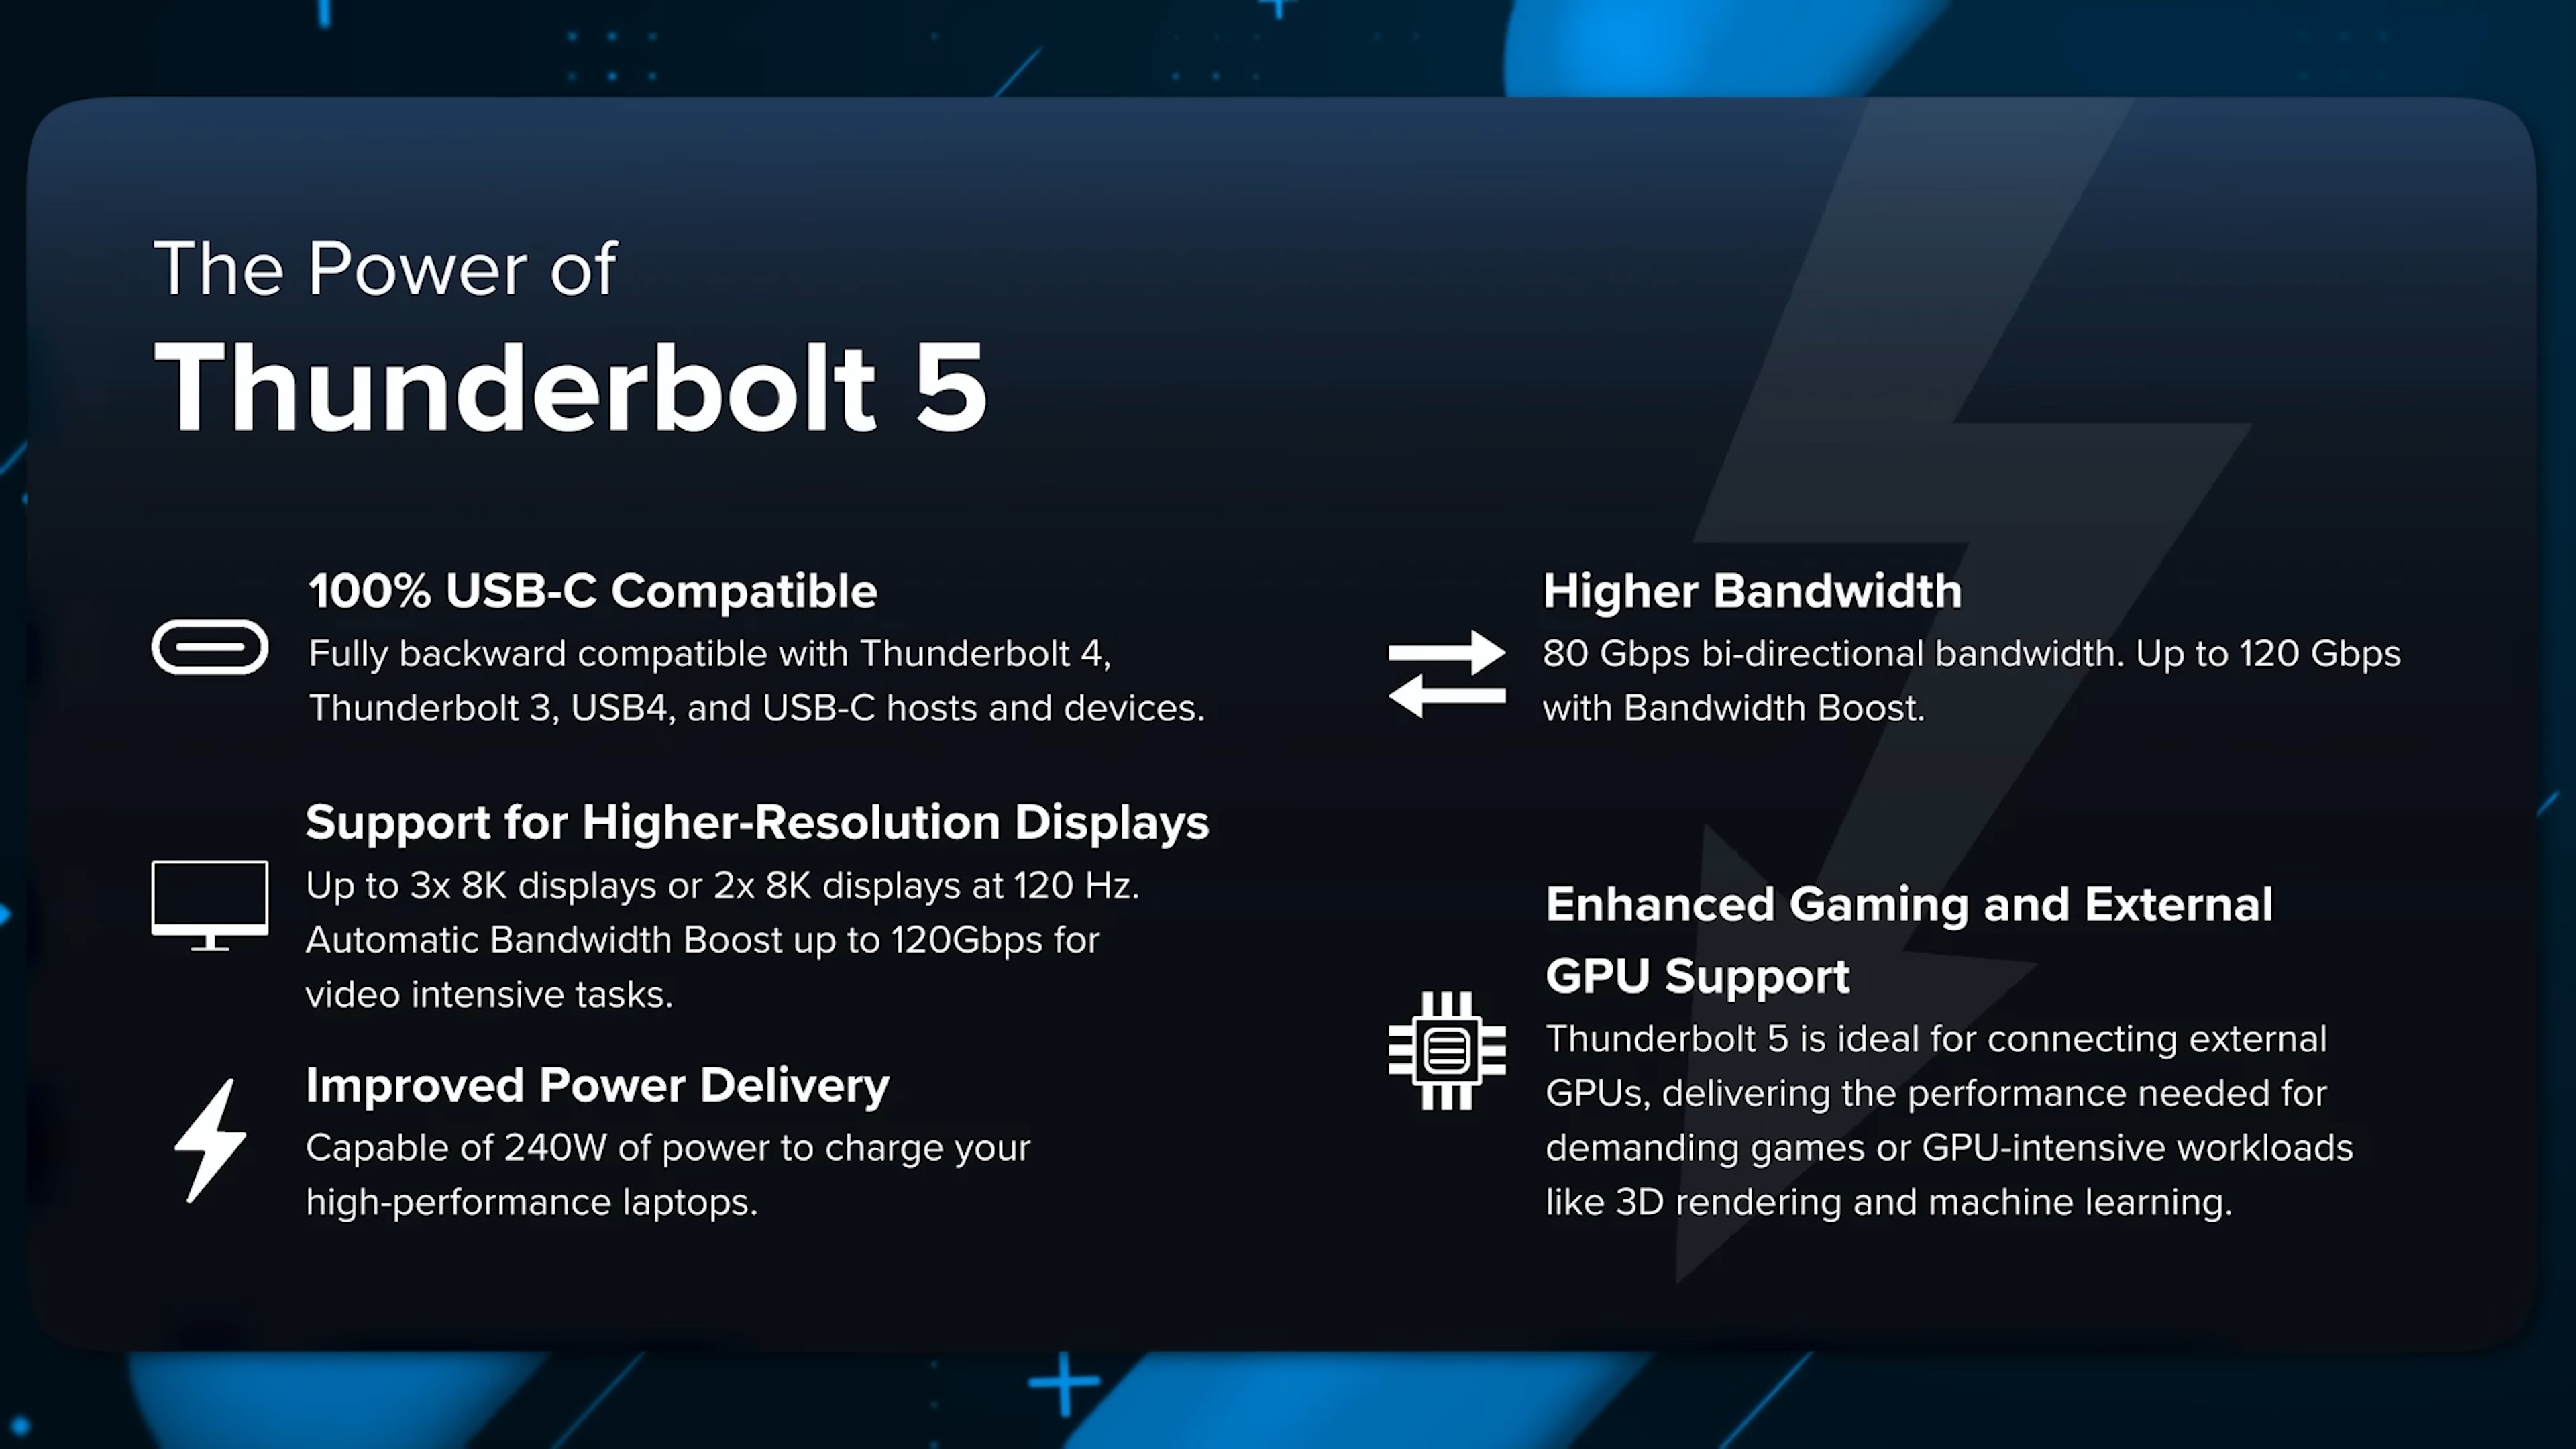 The Power of
Thunderbolt 5
100% USB-C Compatible
Fully backward compatible with Thunderbolt 4,
Thunderbolt 3, USB4, and USB-C hosts and devices.
Support for Higher-Resolution Displays
Up to 3x 8K displays or 2x 8K displays at 120 Hz.
Automatic Bandwidth Boost up to 120Gbps for
video intensive tasks.
Improved Power Delivery
Capable of 240W of power to charge your
high-performance laptops.
Higher Bandwidth
80 Gbps bi-directional bandwidth. Up to 120 Gbps
with Bandwidth Boost.
Enhanced Gaming and External
GPU Support
Thunderbolt 5 is ideal for connecting external
GPUs, delivering the performance needed for
demanding games or GPU-intensive workloads
like 3D rendering and machine learning.